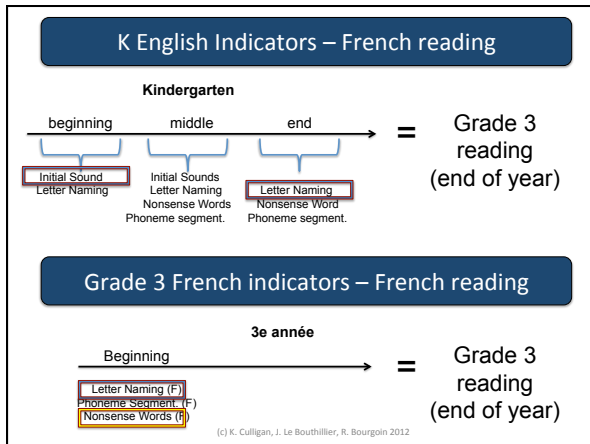 K English Indicators – French reading
Kindergarten
beginning middle end
Initial Sound
Letter Naming
Initial Sounds
Letter Naming
Nonsense Words
Phoneme segment.
Letter Naming
Nonsense Word
Phoneme segment.
=
Grade 3
reading
(end of year)
Grade 3 French indicators – French reading
3e année
Beginning
Letter Naming (F)
Phoneme Segment. (F)
Nonsense Words (F)
=
Grade 3
reading
(end of year)
(c) K. Culligan, J. Le Bouthillier, R. Bourgoin 2012